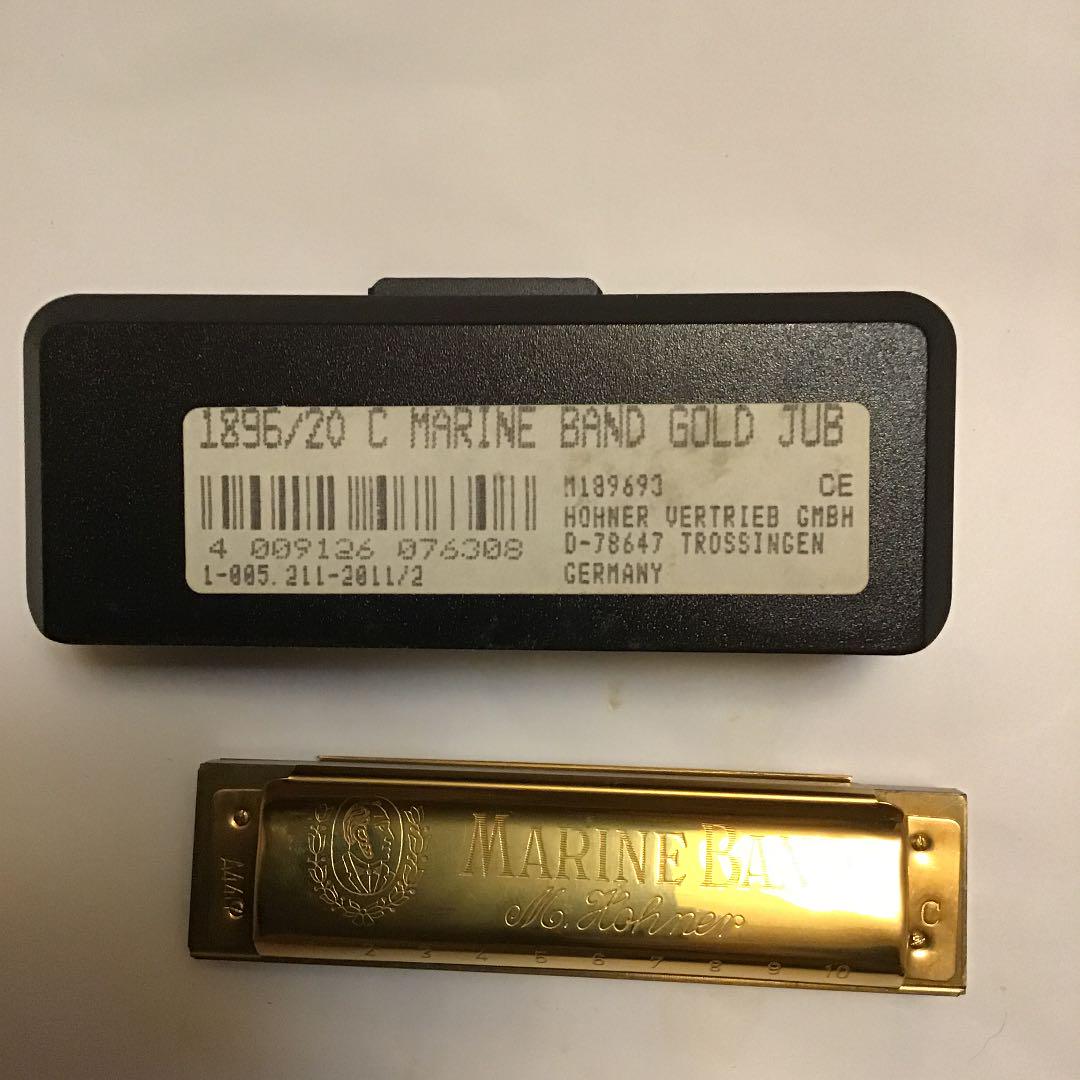 1896/20 C MARINE BAND GOLD JUB
M189693 CE
HOHNER VERTRIEB GMBH
4 009126 076308
D-78647 TROSSINGEN
1-005.211-2011/2
GERMANY
MARINE
M. Hohner
C
2 3 4 5 6 7 8 9 10